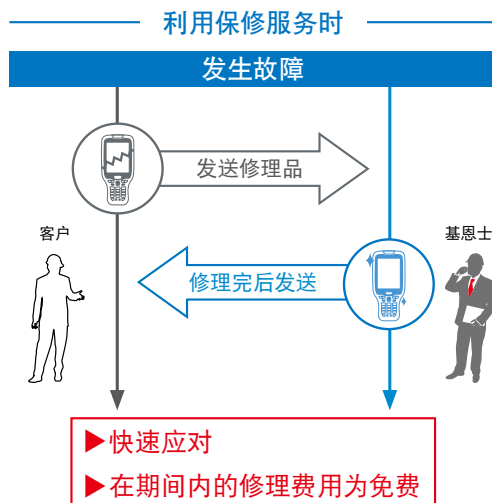 利用保修服务时
发生故障
发送修理品
客户
基恩士
修理完后发送
▶快速应对
▶在期间内的修理费用为免费